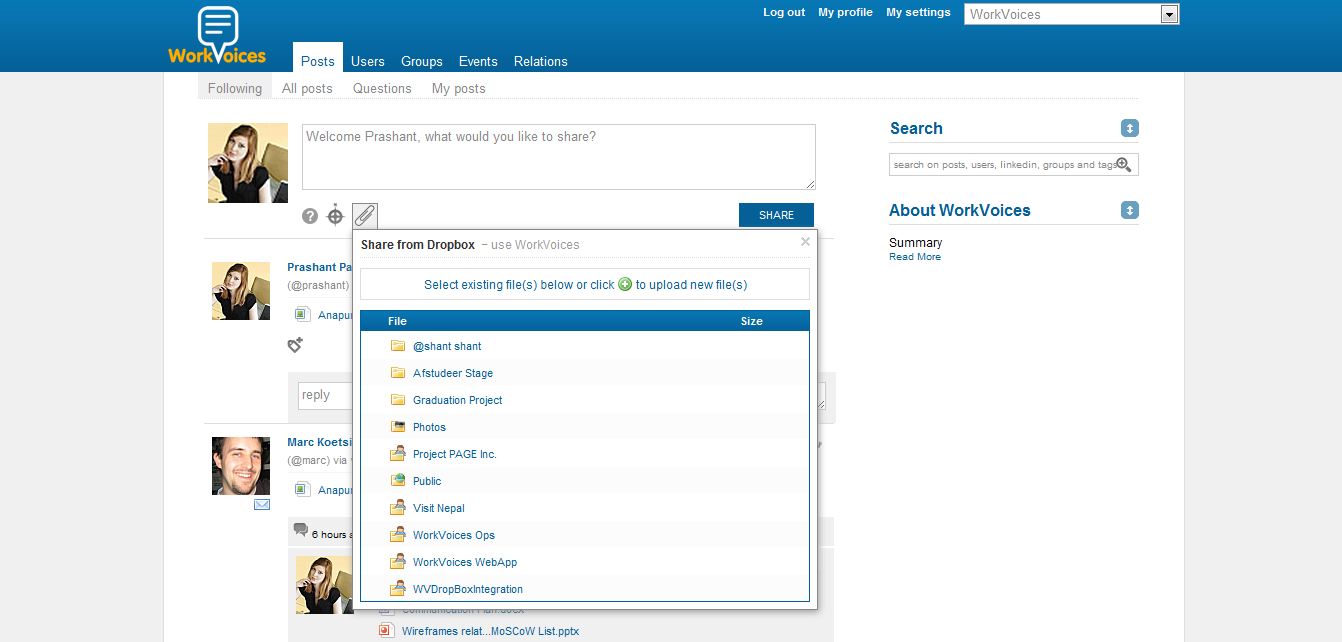 Log out My profile My settings WorkVoices
WorkVoices
Posts Users Groups Events Relations
Following All posts Questions My posts
Welcome Prashant, what would you like to share?
Search
search on posts, users, linkedin, groups and tags
SHARE
About WorkVoices
Summary
Read More
Share from Dropbox – use WorkVoices
Select existing file(s) below or click to upload new file(s)
File Size
@shant shant
Afstudeer Stage
Graduation Project
Photos
Project PAGE Inc.
Public
Visit Nepal
WorkVoices Ops
WorkVoices WebApp
WVDropBoxIntegration
Prashant Pa
(@prashant)
Anapu
reply
Marc Koetsi
(@marc) via
Anapu
6 hours a
Communication Plan.docx
Wireframes relat...MoSCoW List.pptx